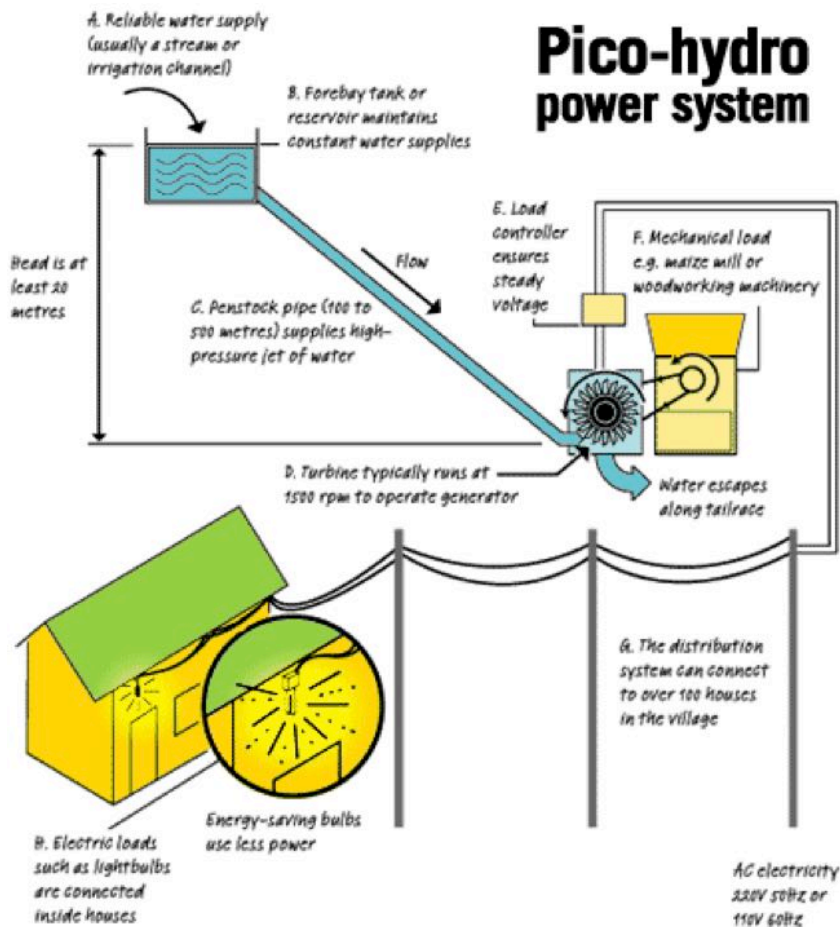 Pico-hydro
power system
A. Reliable water supply
(usually a stream or
irrigation channel)
B. Forebay tank or
reservoir maintains
constant water supplies
Head is at
least 20
metres
Flow
C. Penstock pipe (100 to
500 metres) supplies high-
pressure jet of water
E. Load
controller
ensures
steady
voltage
F. Mechanical load
e.g. maize mill or
woodworking machinery
D. Turbine typically runs at
1500 rpm to operate generator
Water escapes
along tailrace
G. The distribution
system can connect
to over 100 houses
in the village
Energy-saving bulbs
use less power
H. Electric loads
such as lightbulbs
are connected
inside houses
AC electricity
220V 50Hz or
110V 60Hz